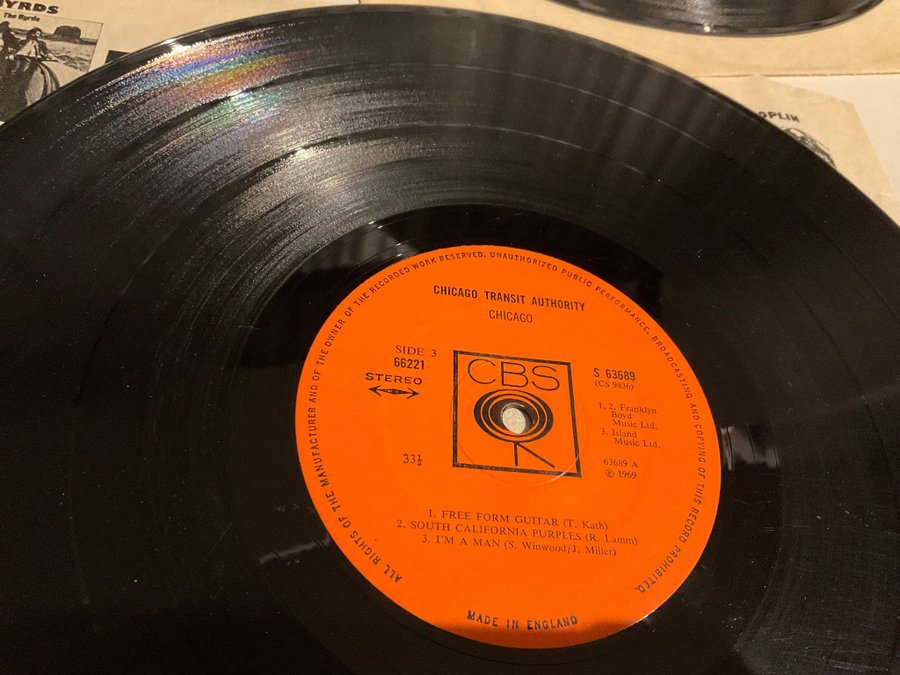 BYRDS
The Byrds
OPLIN
ALL RIGHTS OF THE MANUFACTURER AND OF THE OWNER OF THE RECORDED WORK RESERVED. UNAUTHORIZED PUBLIC PERFORMANCE, BROADCASTING AND COPYING OF THIS RECORD PROHIBITED.
CHICAGO TRANSIT AUTHORITY
CHICAGO
SIDE 3
66221
STEREO
33⅓
CBS
S 63689
(CS 9836)
1. 2. Franklyn
Boyd
Music Ltd.
3. Island
Music Ltd.
63689 A
℗ 1969
1. FREE FORM GUITAR (T. Kath)
2. SOUTH CALIFORNIA PURPLES (R. Lamm)
3. I'M A MAN (S. Winwood/J. Miller)
MADE IN ENGLAND